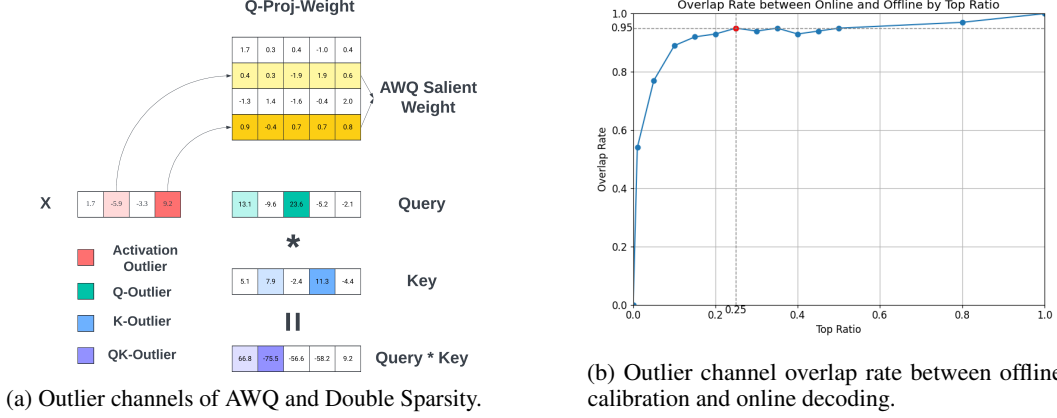 Q-Proj-Weight
1.7 0.3 0.4 -1.0 0.4
0.4 0.3 -1.9 1.9 0.6
-1.3 1.4 -1.6 -0.4 2.0
0.9 -0.4 0.7 0.7 0.8
AWQ Salient
Weight
X
1.7 -5.9 -3.3 9.2
13.1 -9.6 23.6 -5.2 -2.1
Query
*
5.1 7.9 -2.4 11.3 -4.4
Key
=
66.8 -75.5 -56.6 -58.2 9.2
Query * Key
Activation
Outlier
Q-Outlier
K-Outlier
QK-Outlier
(a) Outlier channels of AWQ and Double Sparsity.
Overlap Rate between Online and Offline by Top Ratio
Overlap Rate
1.0
0.95
0.8
0.6
0.4
0.2
0.0
0.0 0.2 0.25 0.4 0.6 0.8 1.0
Top Ratio
(b) Outlier channel overlap rate between offline
calibration and online decoding.